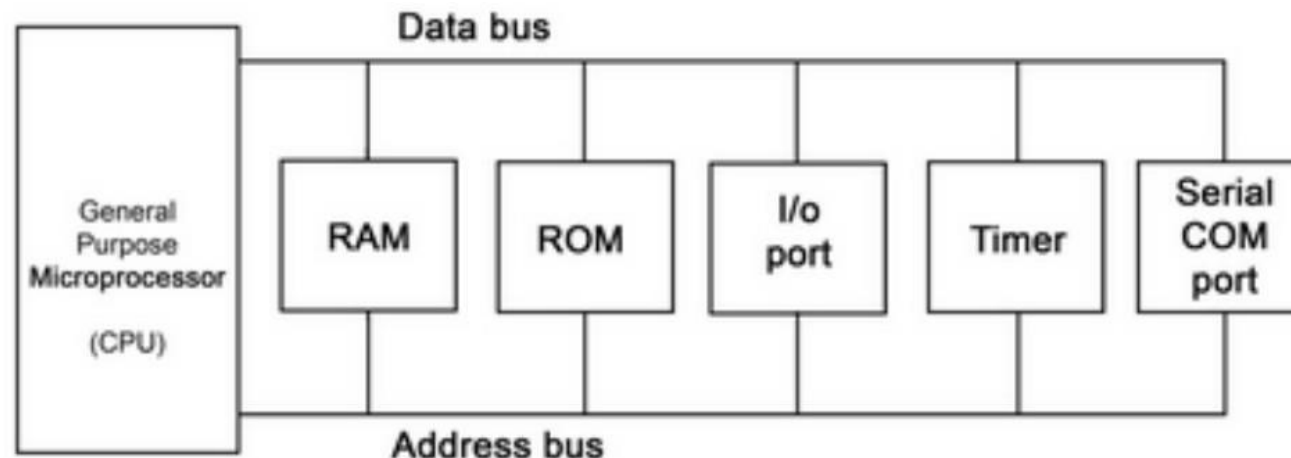 Data bus
General
Purpose
Microprocessor
(CPU)
RAM
ROM
I/o
port
Timer
Serial
COM
port
Address bus